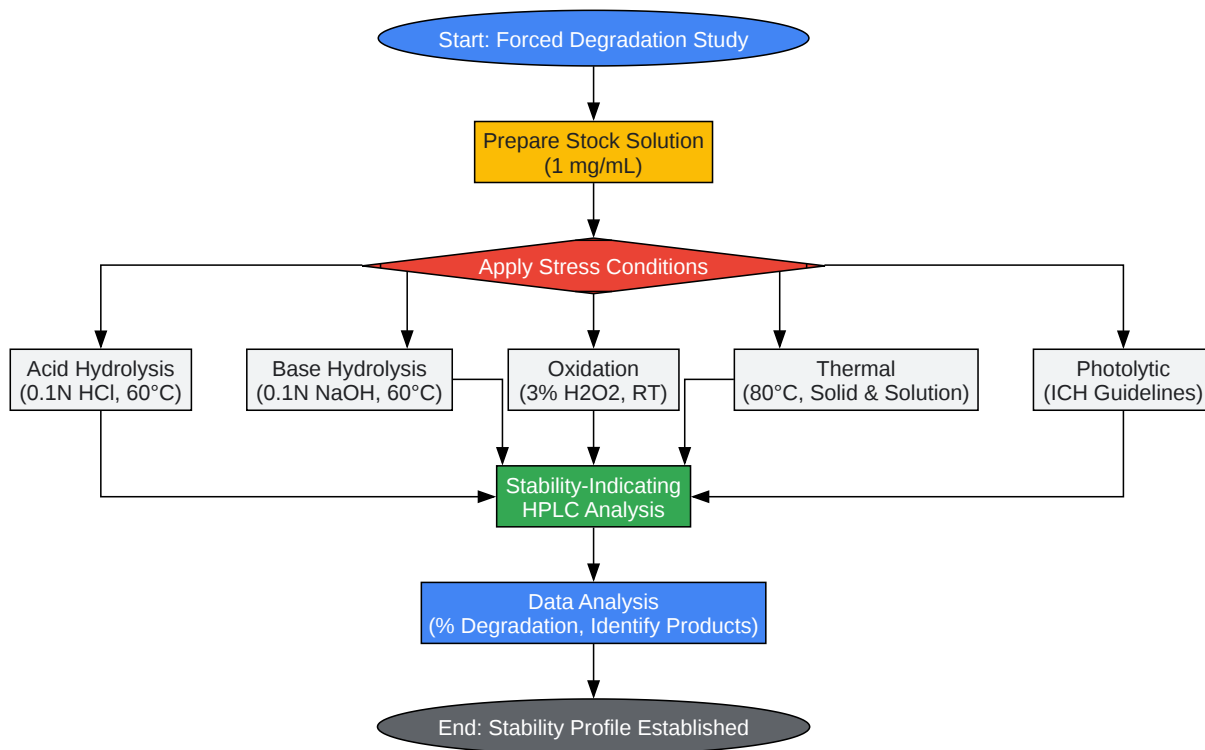 Start: Forced Degradation Study
Prepare Stock Solution
(1 mg/mL)
Apply Stress Conditions
Acid Hydrolysis
(0.1N HCl, 60°C)
Base Hydrolysis
(0.1N NaOH, 60°C)
Oxidation
(3% H2O2, RT)
Thermal
(80°C, Solid & Solution)
Photolytic
(ICH Guidelines)
Stability-Indicating
HPLC Analysis
Data Analysis
(% Degradation, Identify Products)
End: Stability Profile Established